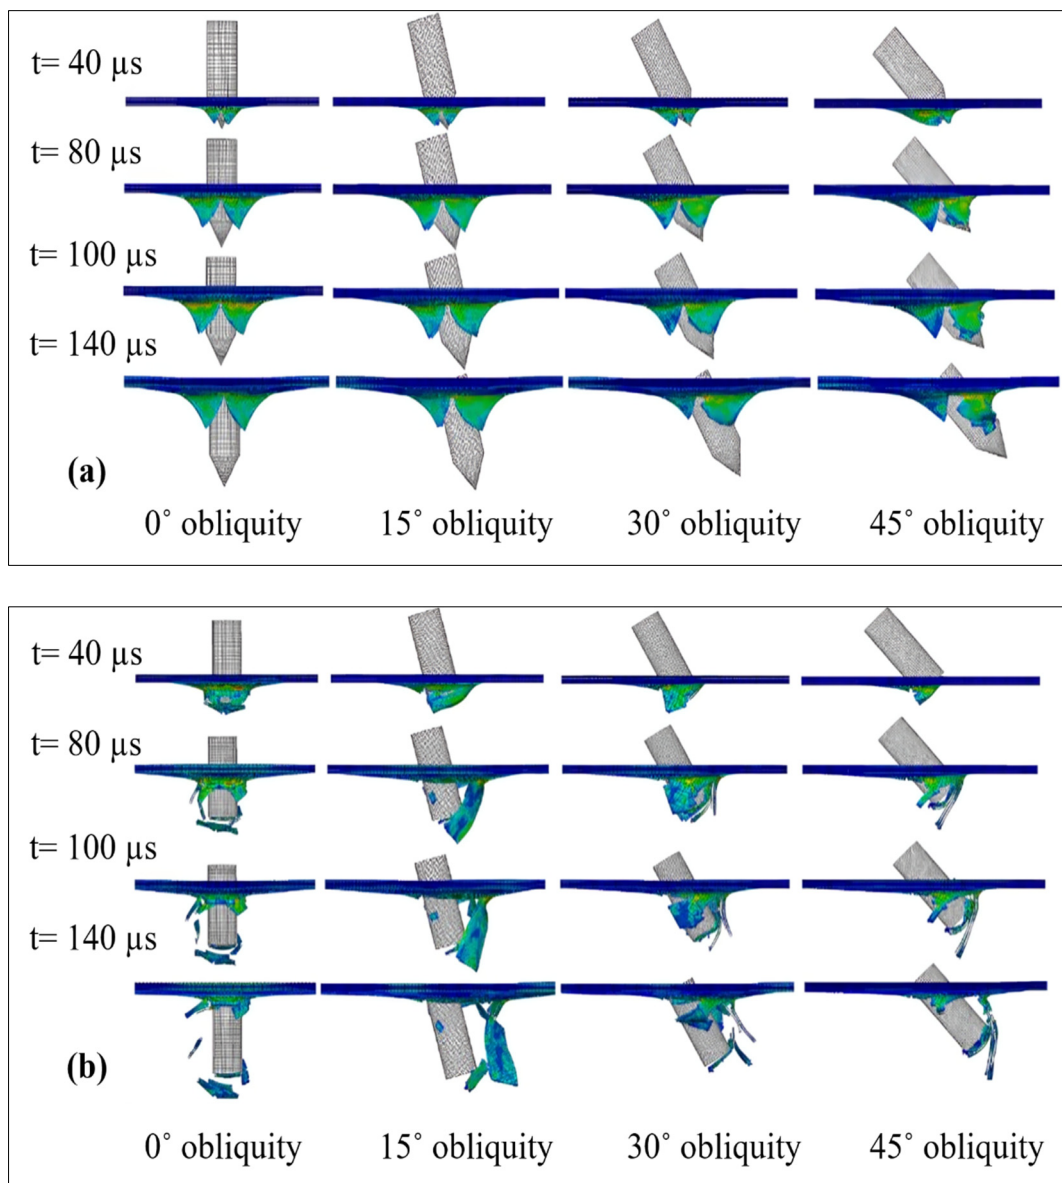 t= 40 µs
t= 80 µs
t= 100 µs
t= 140 µs
(a)
0˚ obliquity 15˚ obliquity 30˚ obliquity 45˚ obliquity
t= 40 µs
t= 80 µs
t= 100 µs
t= 140 µs
(b)
0˚ obliquity 15˚ obliquity 30˚ obliquity 45˚ obliquity